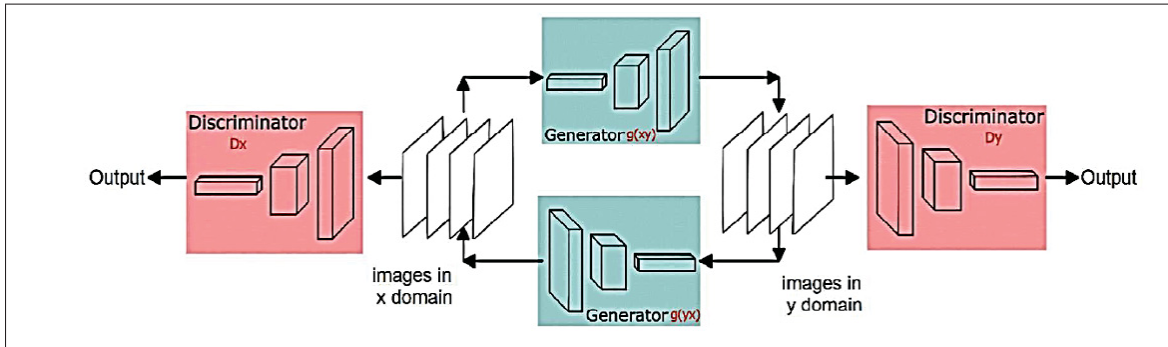 Generator g(xy)
Discriminator
Dx
Output
Discriminator
Dy
Output
images in
x domain
Generator g(yx)
images in
y domain